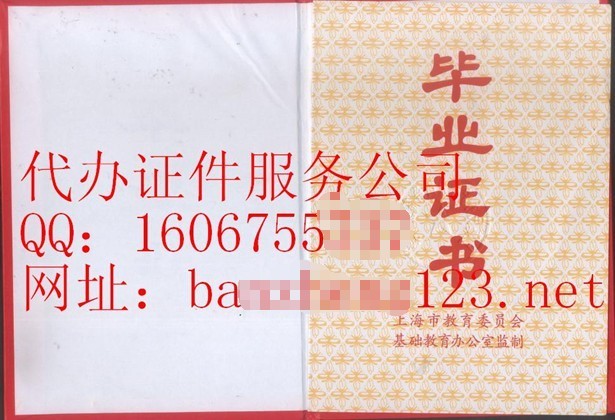 毕业证书
代办证件服务公司
QQ: 1606755
网址: ba
123.net
上海市教育委员会
基础教育办公室监制